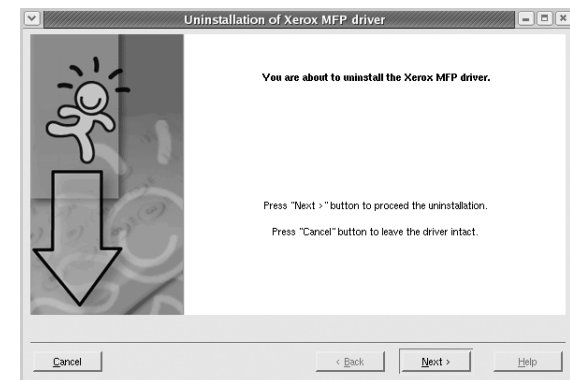 Uninstallation of Xerox MFP driver
You are about to uninstall the Xerox MFP driver.
Press "Next >" button to proceed the uninstallation.
Press "Cancel" button to leave the driver intact.
Cancel
< Back
Next >
Help